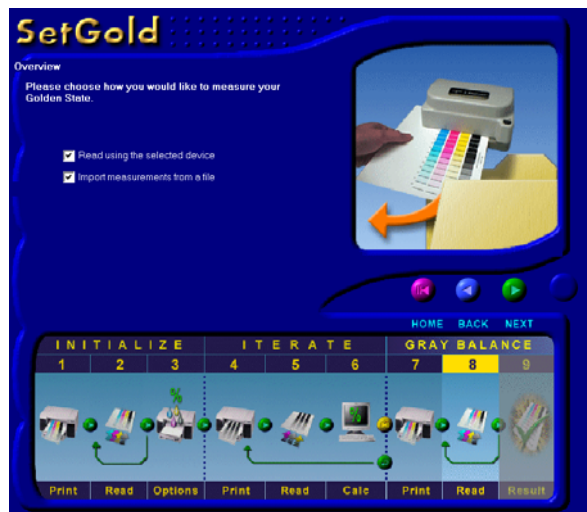 SetGold
Overview
Please choose how you would like to measure your
Golden State.
Read using the selected device
Import measurements from a file
HOME BACK NEXT
INITIALIZE ITERATE GRAY BALANCE
1 2 3 4 5 6 7 8 9
%
%
Print Read Options Print Read Calc Print Read Result